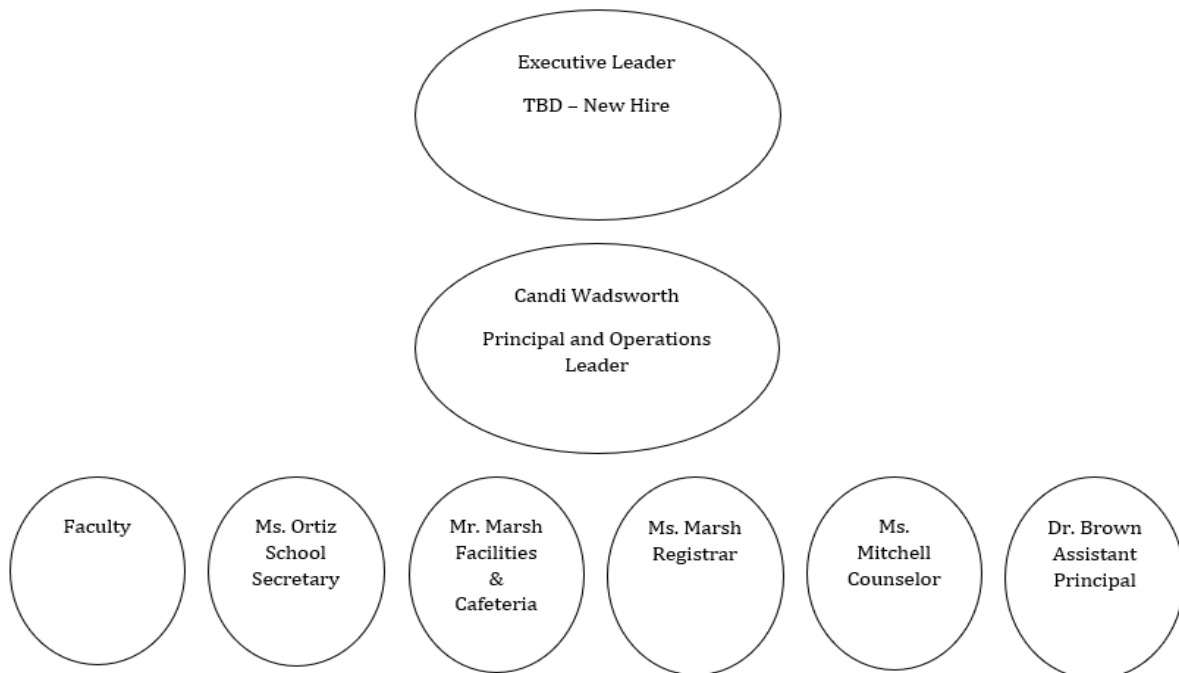 Executive Leader
TBD – New Hire
Candi Wadsworth
Principal and Operations
Leader
Faculty
Ms. Ortiz
School
Secretary
Mr. Marsh
Facilities
&
Cafeteria
Ms. Marsh
Registrar
Ms.
Mitchell
Counselor
Dr. Brown
Assistant
Principal